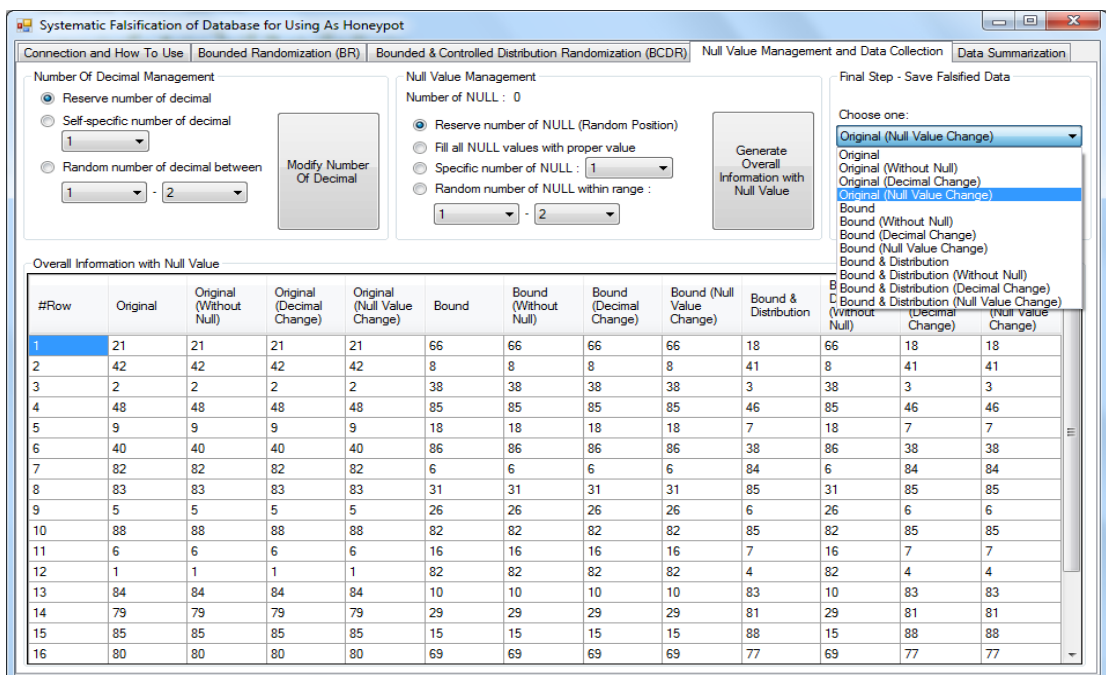 Systematic Falsification of Database for Using As Honeypot
Connection and How To Use
Bounded Randomization (BR)
Bounded & Controlled Distribution Randomization (BCDR)
Null Value Management and Data Collection
Data Summarization
Number Of Decimal Management
Reserve number of decimal
Self-specific number of decimal
1
Random number of decimal between
1 - 2
Modify Number
Of Decimal
Null Value Management
Number of NULL : 0
Reserve number of NULL (Random Position)
Fill all NULL values with proper value
Specific number of NULL : 1
Random number of NULL within range :
1 - 2
Generate
Overall
Information with
Null Value
Final Step - Save Falsified Data
Choose one:
Original (Null Value Change)
Original
Original (Without Null)
Original (Decimal Change)
Original (Null Value Change)
Bound
Bound (Without Null)
Bound (Decimal Change)
Bound (Null Value Change)
Bound & Distribution
Bound & Distribution (Without Null)
Bound & Distribution (Decimal Change)
Bound & Distribution (Null Value Change)
Overall Information with Null Value
#Row
Original
Original
(Without
Null)
Original
(Decimal
Change)
Original
(Null Value
Change)
Bound
Bound
(Without
Null)
Bound
(Decimal
Change)
Bound (Null
Value
Change)
Bound &
Distribution
(Without
Null)
(Decimal
Change)
(Null Value
Change)
1 21 21 21 21 66 66 66 66 18 66 18 18
2 42 42 42 42 8 8 8 8 41 8 41 41
3 2 2 2 2 38 38 38 38 3 38 3 3
4 48 48 48 48 85 85 85 85 46 85 46 46
5 9 9 9 9 18 18 18 18 7 18 7 7
6 40 40 40 40 86 86 86 86 38 86 38 38
7 82 82 82 82 6 6 6 6 84 6 84 84
8 83 83 83 83 31 31 31 31 85 31 85 85
9 5 5 5 5 26 26 26 26 6 26 6 6
10 88 88 88 88 82 82 82 82 85 82 85 85
11 6 6 6 6 16 16 16 16 7 16 7 7
12 1 1 1 1 82 82 82 82 4 82 4 4
13 84 84 84 84 10 10 10 10 83 10 83 83
14 79 79 79 79 29 29 29 29 81 29 81 81
15 85 85 85 85 15 15 15 15 88 15 88 88
16 80 80 80 80 69 69 69 69 77 69 77 77